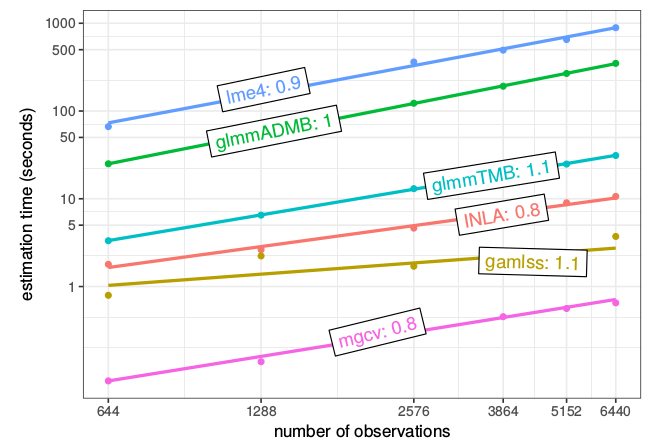 1000
500
100
50
10
5
1
estimation time (seconds)
lme4: 0.9
glmmADMB: 1
glmmTMB: 1.1
INLA: 0.8
gamlss: 1.1
mgcv: 0.8
644
1288
2576
3864
5152
6440
number of observations